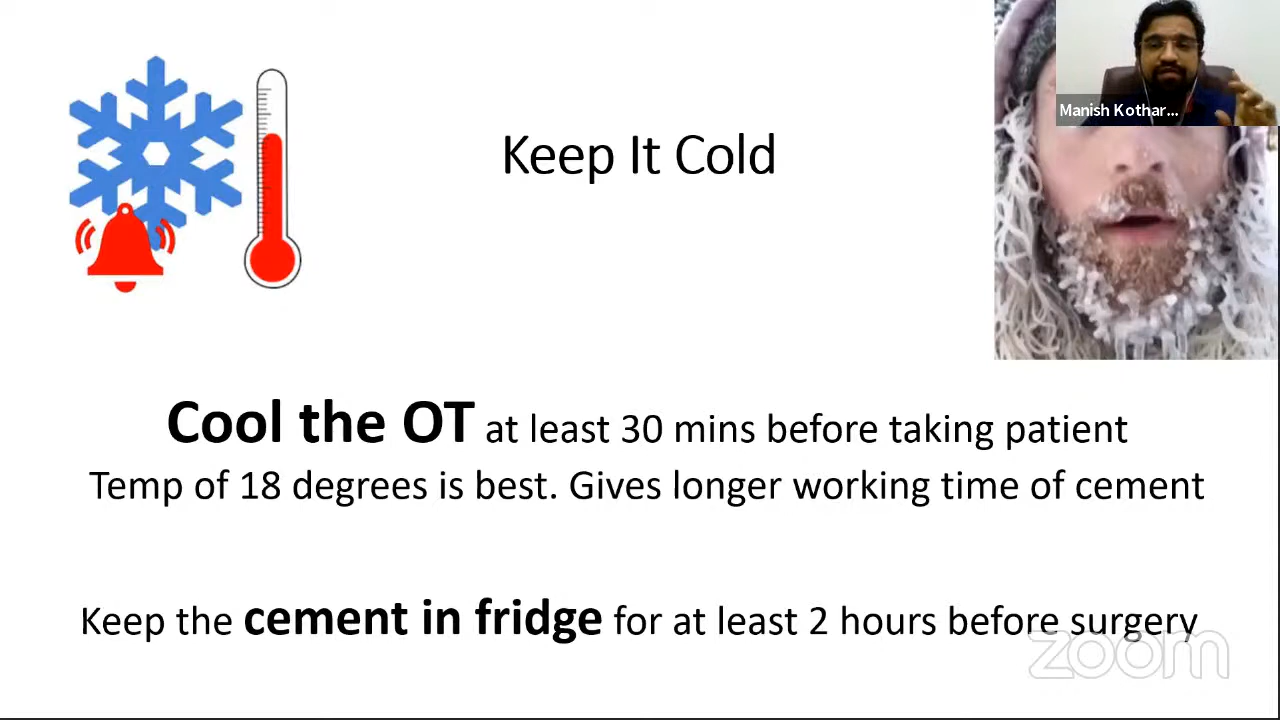 Manish Kothar...
Keep It Cold
Cool the OT at least 30 mins before taking patient
Temp of 18 degrees is best. Gives longer working time of cement
Keep the cement in fridge for at least 2 hours before surgery
zoom